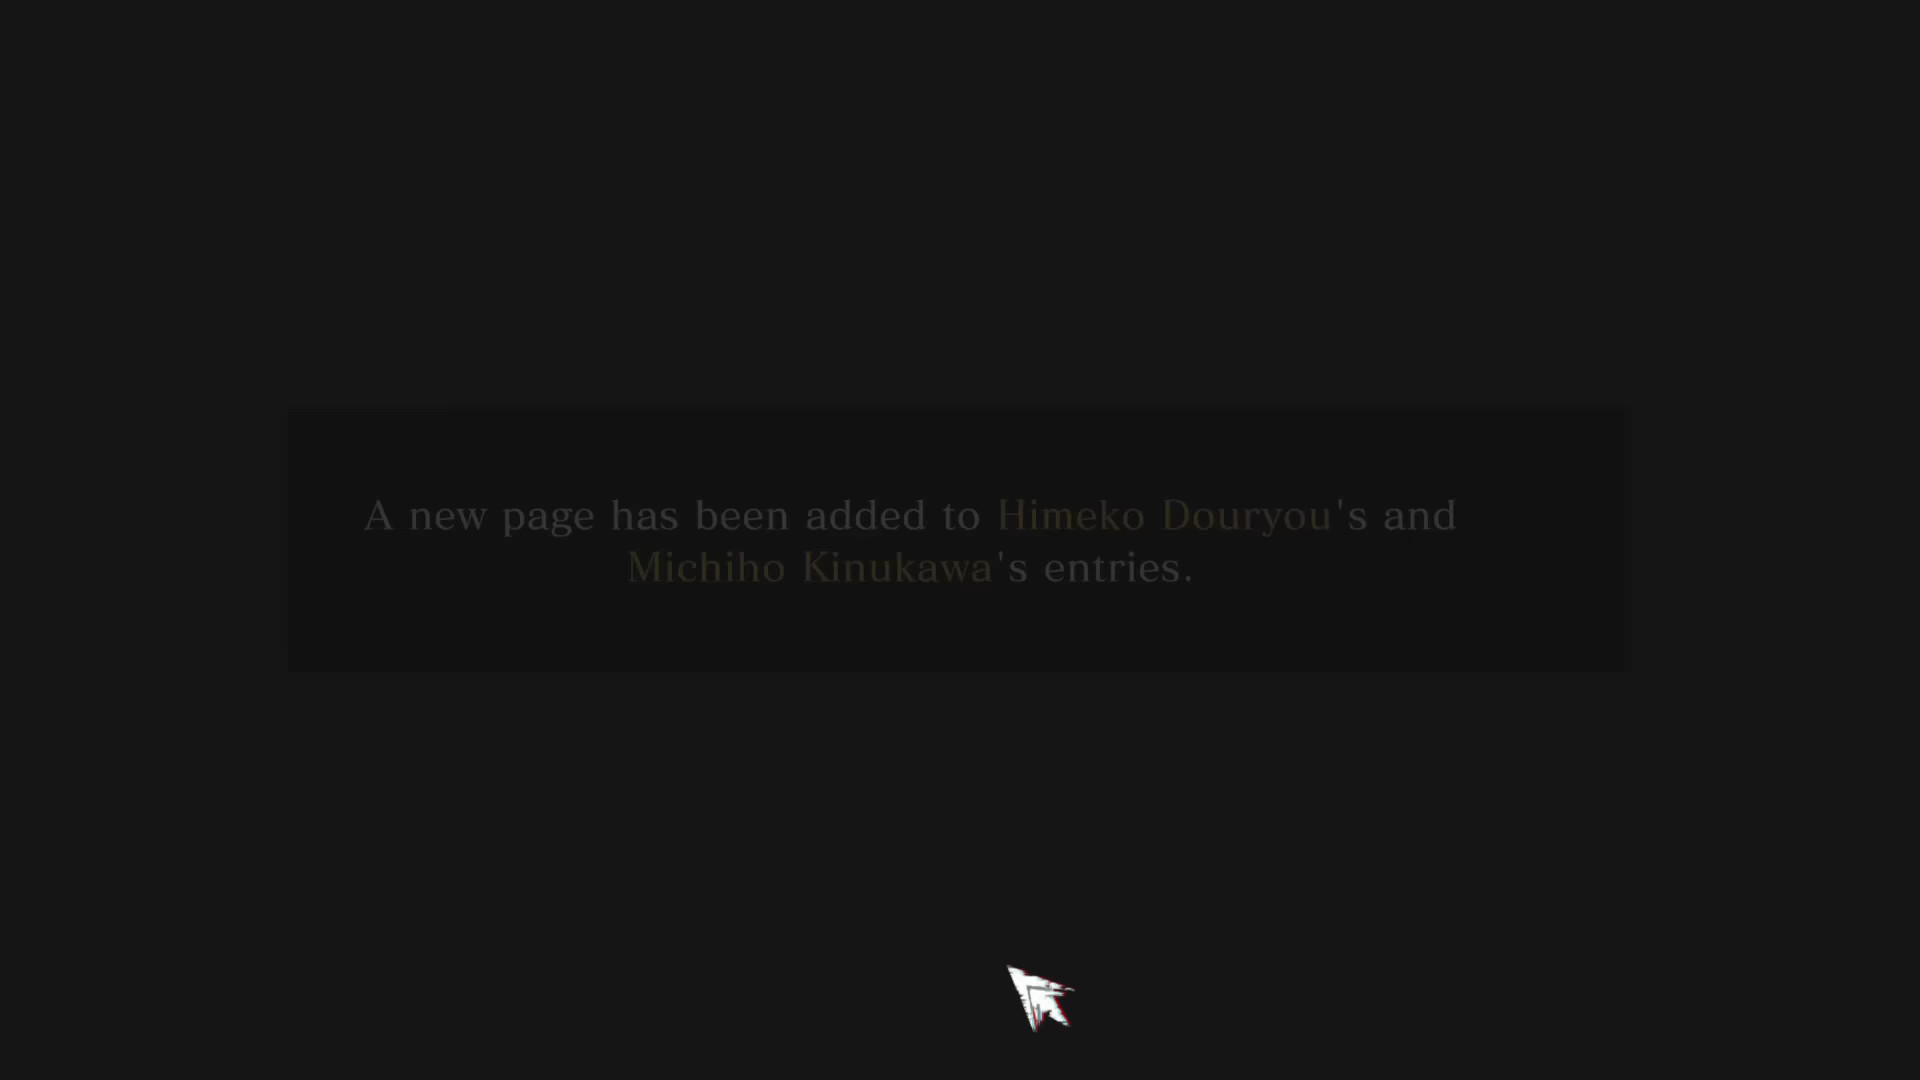 A new page has been added to Himeko Douryou's and
Michiho Kinukawa's entries.